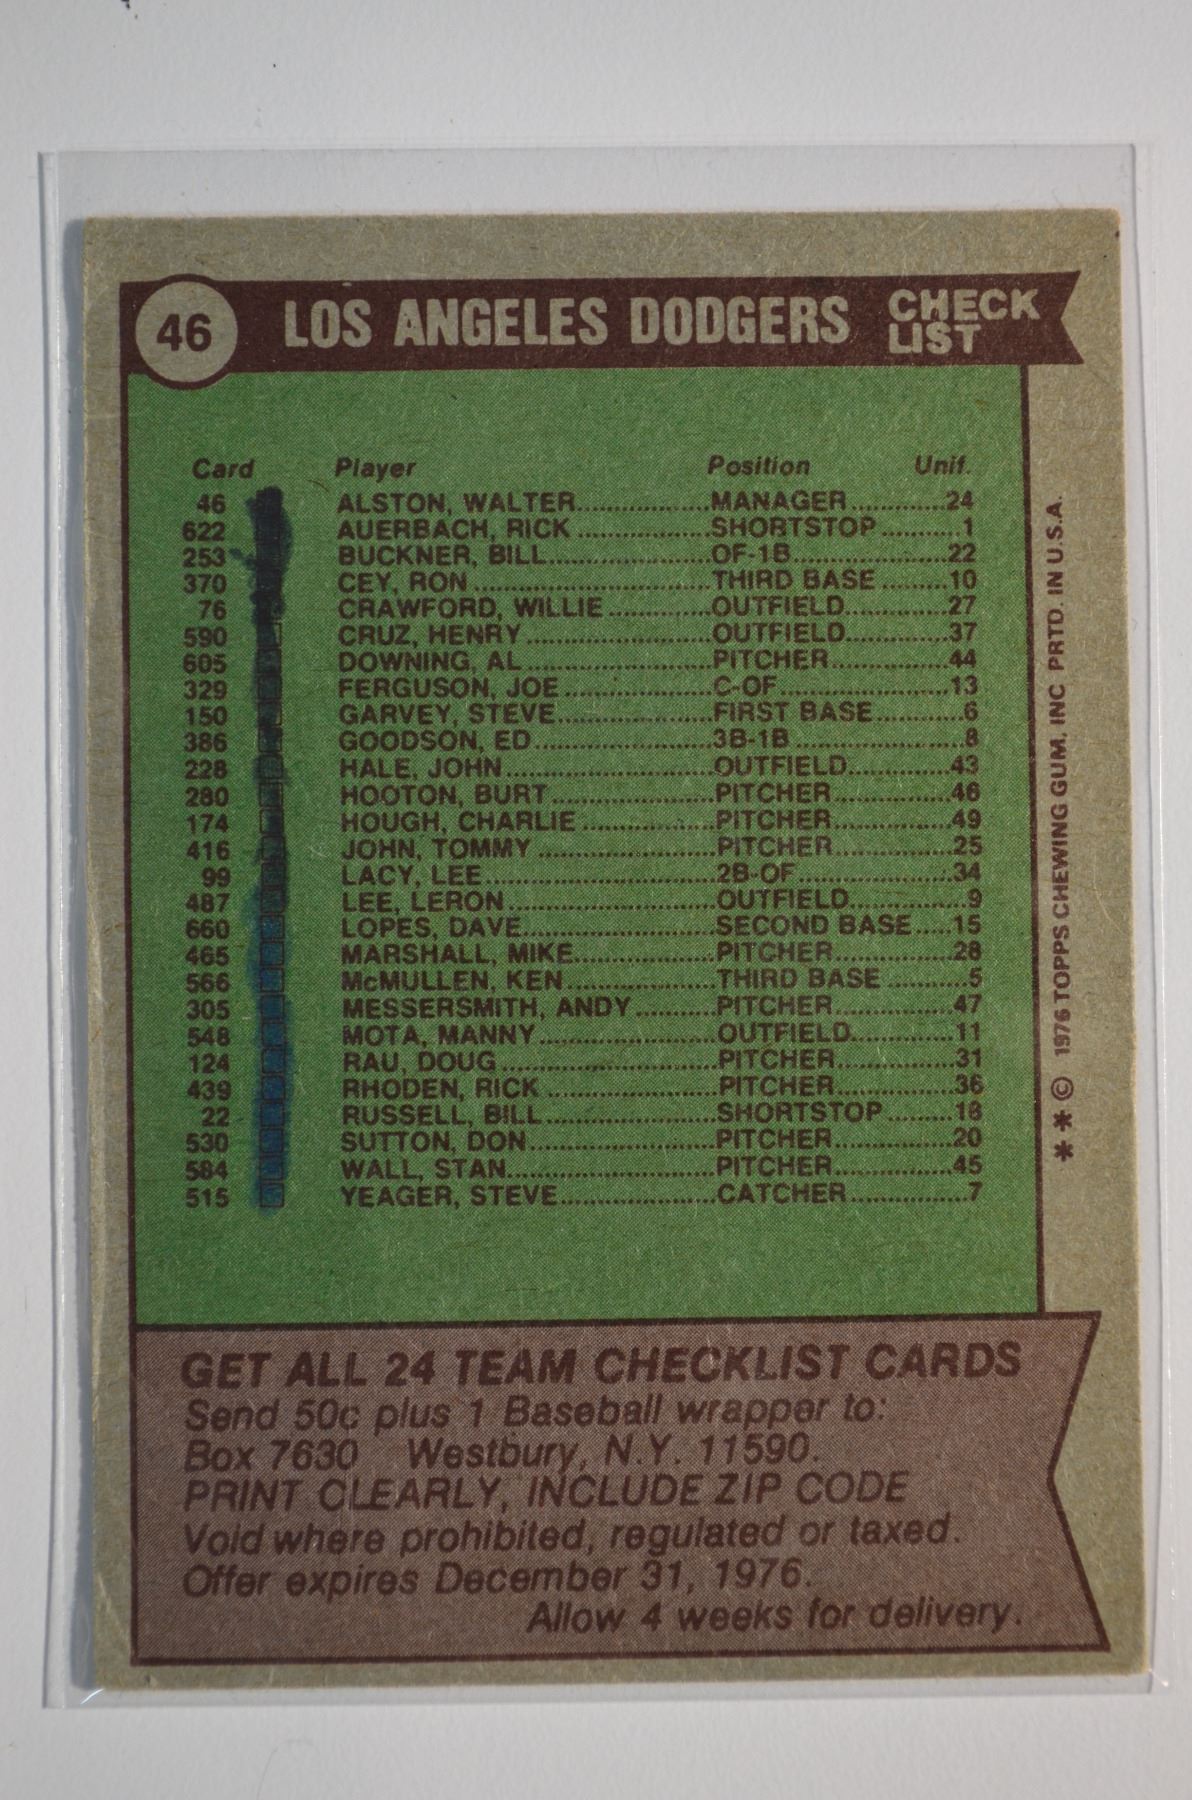 46 LOS ANGELES DODGERS CHECK LIST
Card Player Position Unif.
46 ALSTON, WALTER..................MANAGER............24
622 AUERBACH, RICK..................SHORTSTOP..........1
253 BUCKNER, BILL......................OF-1B...................22
370 CEY, RON................................THIRD BASE........10
76 CRAWFORD, WILLIE.............OUTFIELD.............27
590 CRUZ, HENRY........................OUTFIELD.............37
605 DOWNING, AL........................PITCHER...............44
329 FERGUSON, JOE...................C-OF......................13
150 GARVEY, STEVE....................FIRST BASE...........6
386 GOODSON, ED.......................3B-1B......................8
228 HALE, JOHN..........................OUTFIELD.............43
280 HOOTON, BURT.....................PITCHER...............46
174 HOUGH, CHARLIE.................PITCHER...............49
416 JOHN, TOMMY......................PITCHER...............25
99 LACY, LEE..............................2B-OF....................34
487 LEE, LERON...........................OUTFIELD..............9
660 LOPES, DAVE.........................SECOND BASE.....15
465 MARSHALL, MIKE..................PITCHER...............28
566 McMULLEN, KEN...................THIRD BASE..........5
305 MESSERSMITH, ANDY..........PITCHER...............47
548 MOTA, MANNY......................OUTFIELD.............11
124 RAU, DOUG............................PITCHER...............31
439 RHODEN, RICK......................PITCHER...............36
22 RUSSELL, BILL.......................SHORTSTOP........18
530 SUTTON, DON........................PITCHER...............20
584 WALL, STAN...........................PITCHER...............45
515 YEAGER, STEVE....................CATCHER..............7
** © 1976 TOPPS CHEWING GUM, INC PRTD. IN U.S.A.
GET ALL 24 TEAM CHECKLIST CARDS
Send 50c plus 1 Baseball wrapper to:
Box 7630 Westbury, N.Y. 11590.
PRINT CLEARLY, INCLUDE ZIP CODE
Void where prohibited, regulated or taxed.
Offer expires December 31, 1976.
Allow 4 weeks for delivery.